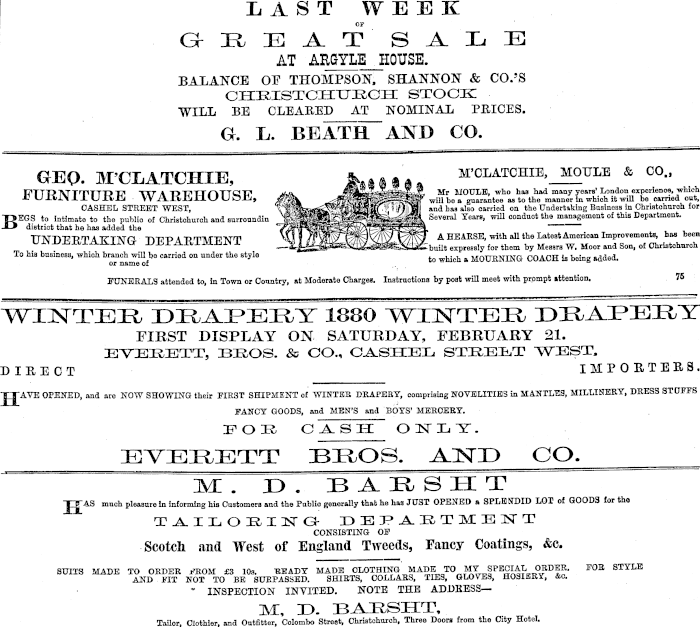 LAST WEEK
OF
GREAT SALE
AT ARGYLE HOUSE.
BALANCE OF THOMPSON, SHANNON & CO.'S
CHRISTCHURCH STOCK
WILL BE CLEARED AT NOMINAL PRICES.
G. L. BEATH AND CO.
GEO. M'CLATCHIE,
FURNITURE WAREHOUSE,
CASHEL STREET WEST,
BEGS to intimate to the public of Christchurch and surroundin
district that he has added the
UNDERTAKING DEPARTMENT
To his business, which branch will be carried on under the style
or name of
M'CLATCHIE, MOULE & CO.,
Mr MOULE, who has had many years' London experience, which
will be a guarantee as to the manner in which it will be carried out,
and has also carried on the Undertaking Business in Christchurch for
Several Years, will conduct the management of this Department.
A HEARSE, with all the Latest American Improvements, has been
built expressly for them by Messrs W. Moor and Son, of Christchurch
to which a MOURNING COACH is being added.
FUNERALS attended to, in Town or Country, at Moderate Charges. Instructions by post will meet with prompt attention. 75
WINTER DRAPERY 1880 WINTER DRAPERY
FIRST DISPLAY ON SATURDAY, FEBRUARY 21.
EVERETT, BROS. & CO., CASHEL STREET WEST.
DIRECT IMPORTERS.
HAVE OPENED, and are NOW SHOWING their FIRST SHIPMENT of WINTER DRAPERY, comprising NOVELITIES in MANTLES, MILLINERY, DRESS STUFFS
FANCY GOODS, and MEN'S and BOYS' MERCERY.
FOR CASH ONLY.
EVERETT BROS. AND CO.
M. D. BARSHT
HAS much pleasure in informing his Customers and the Public generally that he has JUST OPENED a SPLENDID LOT of GOODS for the
TAILORING DEPARTMENT
CONSISTING OF
Scotch and West of England Tweeds, Fancy Coatings, &c.
SUITS MADE TO ORDER FROM £3 10s. READY MADE CLOTHING MADE TO MY SPECIAL ORDER. FOR STYLE
AND FIT NOT TO BE SURPASSED. SHIRTS, COLLARS, TIES, GLOVES, HOSIERY, &c.
INSPECTION INVITED. NOTE THE ADDRESS—
M, D. BARSHT,
Tailor, Clothier, and Outfitter, Colombo Street, Christchurch, Three Doors from the City Hotel.